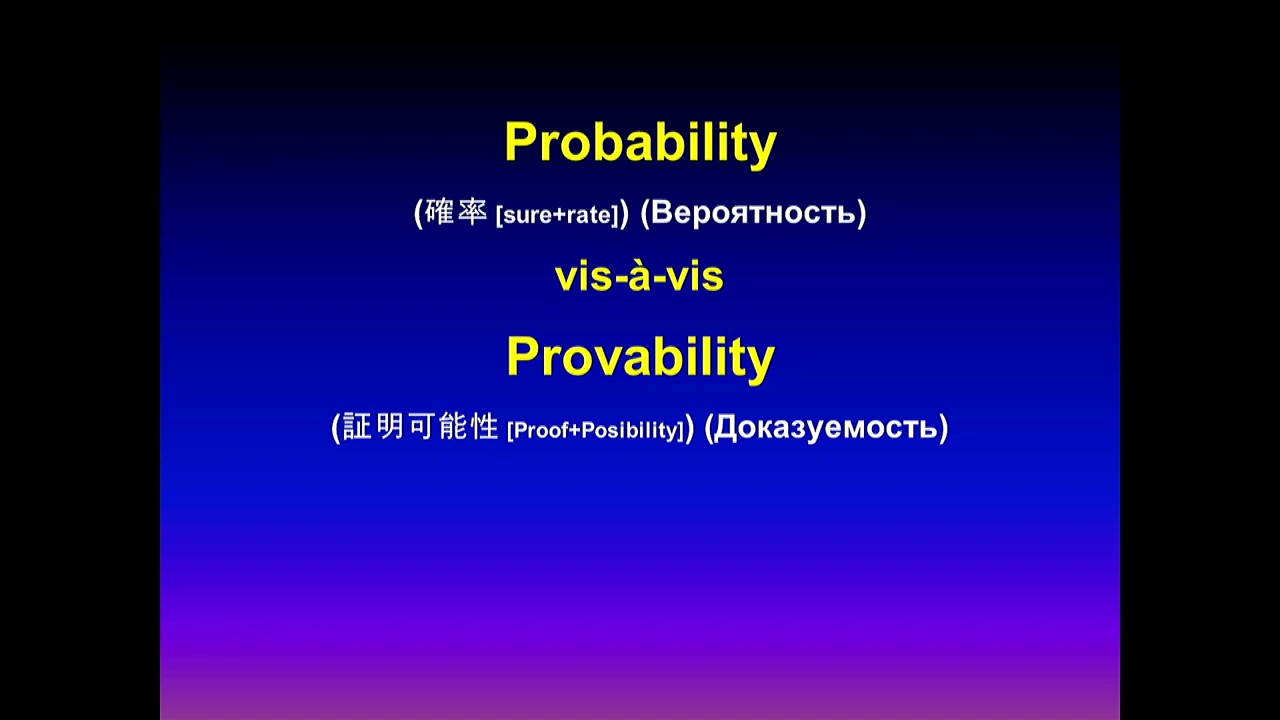 Probability
(確率 [sure+rate]) (Вероятность)
vis-à-vis
Provability
(証明可能性 [Proof+Posibility]) (Доказуемость)